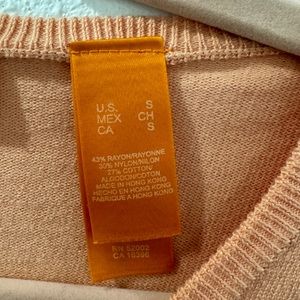 U.S. S
MEX CH
CA S
43% RAYON/RAYONNE
30% NYLON/NILON
27% COTTON/
ALGODON/COTON
MADE IN HONG KONG
HECHO EN HONG KONG
FABRIQUE A HONG KONG
RN 52002
CA 16396